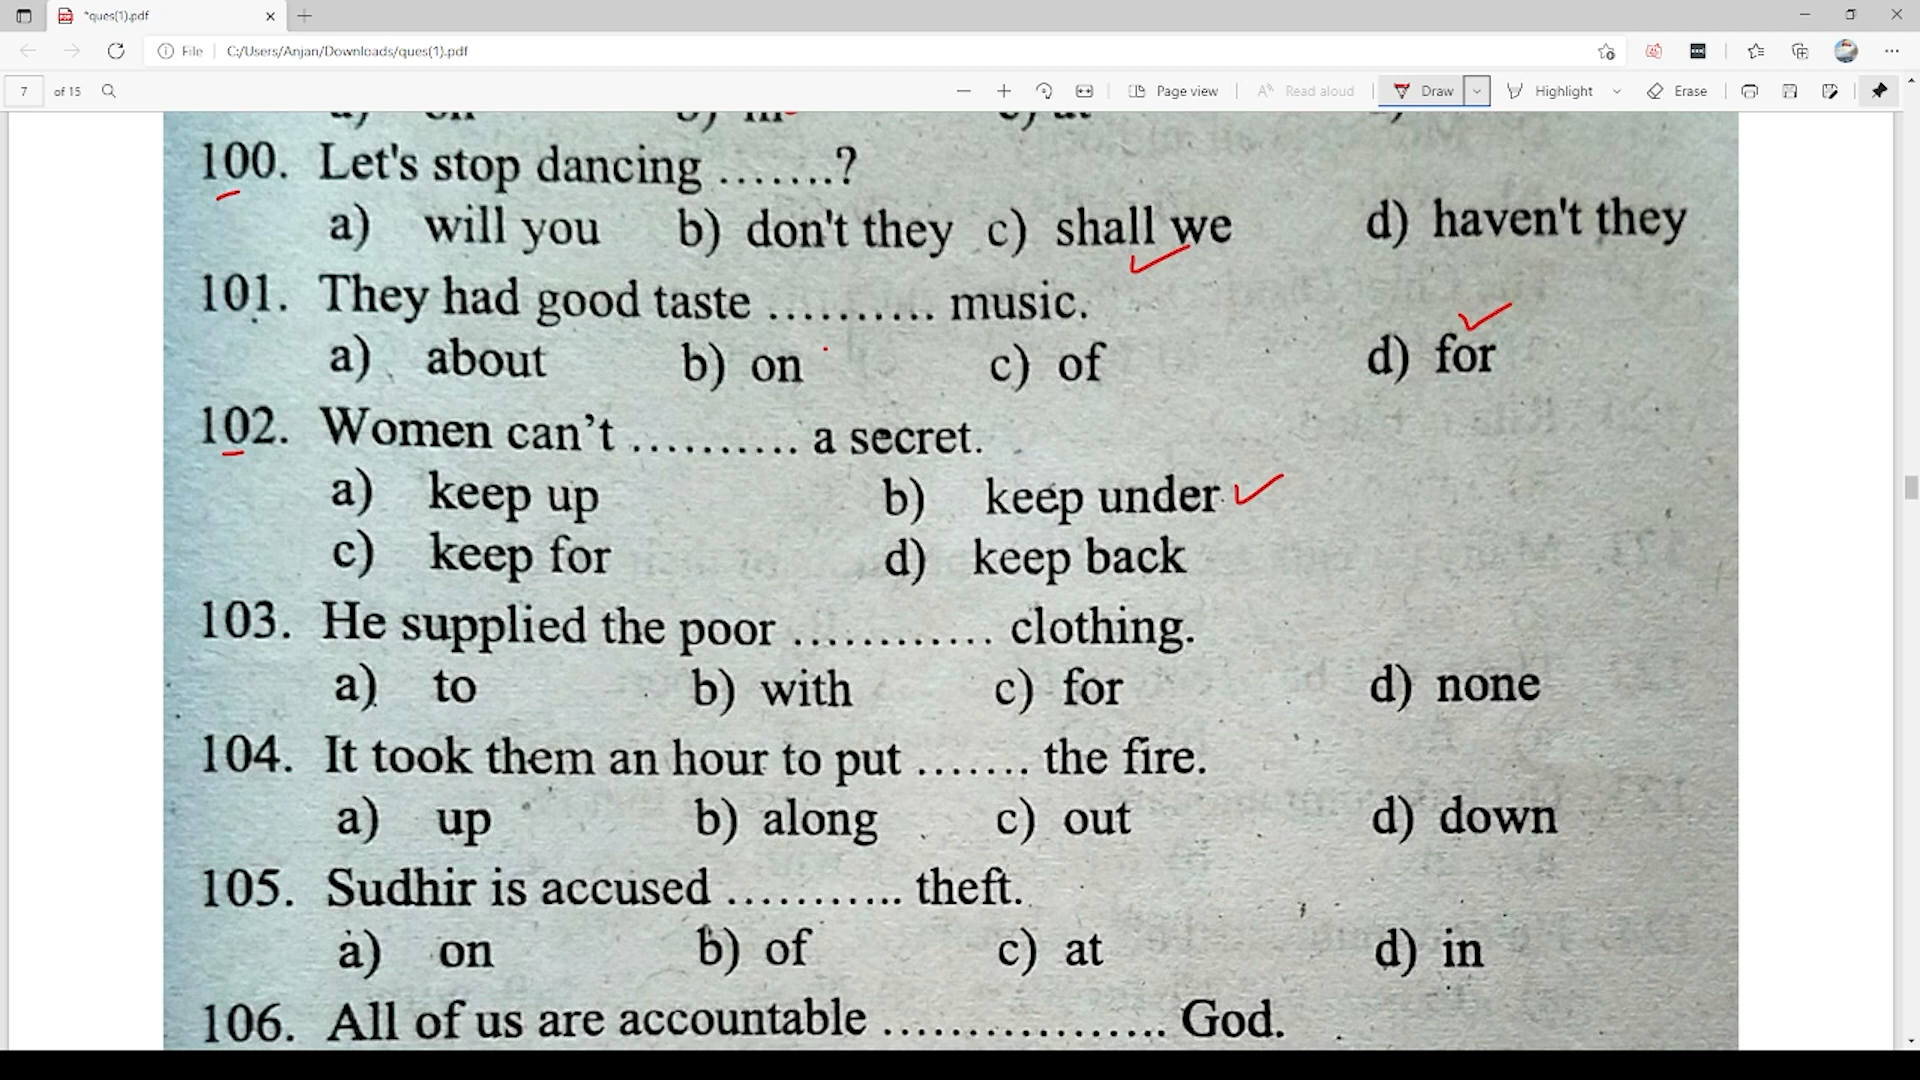 *ques(1).pdf
File C:/Users/Anjan/Downloads/ques(1).pdf
7 of 15 Page view Read aloud Draw Highlight Erase
100. Let's stop dancing .......?
a) will you b) don't they c) shall we d) haven't they
101. They had good taste .......... music.
a) about b) on c) of d) for
102. Women can't .......... a secret.
a) keep up b) keep under
c) keep for d) keep back
103. He supplied the poor ............ clothing.
a) to b) with c) for d) none
104. It took them an hour to put ....... the fire.
a) up b) along c) out d) down
105. Sudhir is accused ........... theft.
a) on b) of c) at d) in
106. All of us are accountable ................. God.